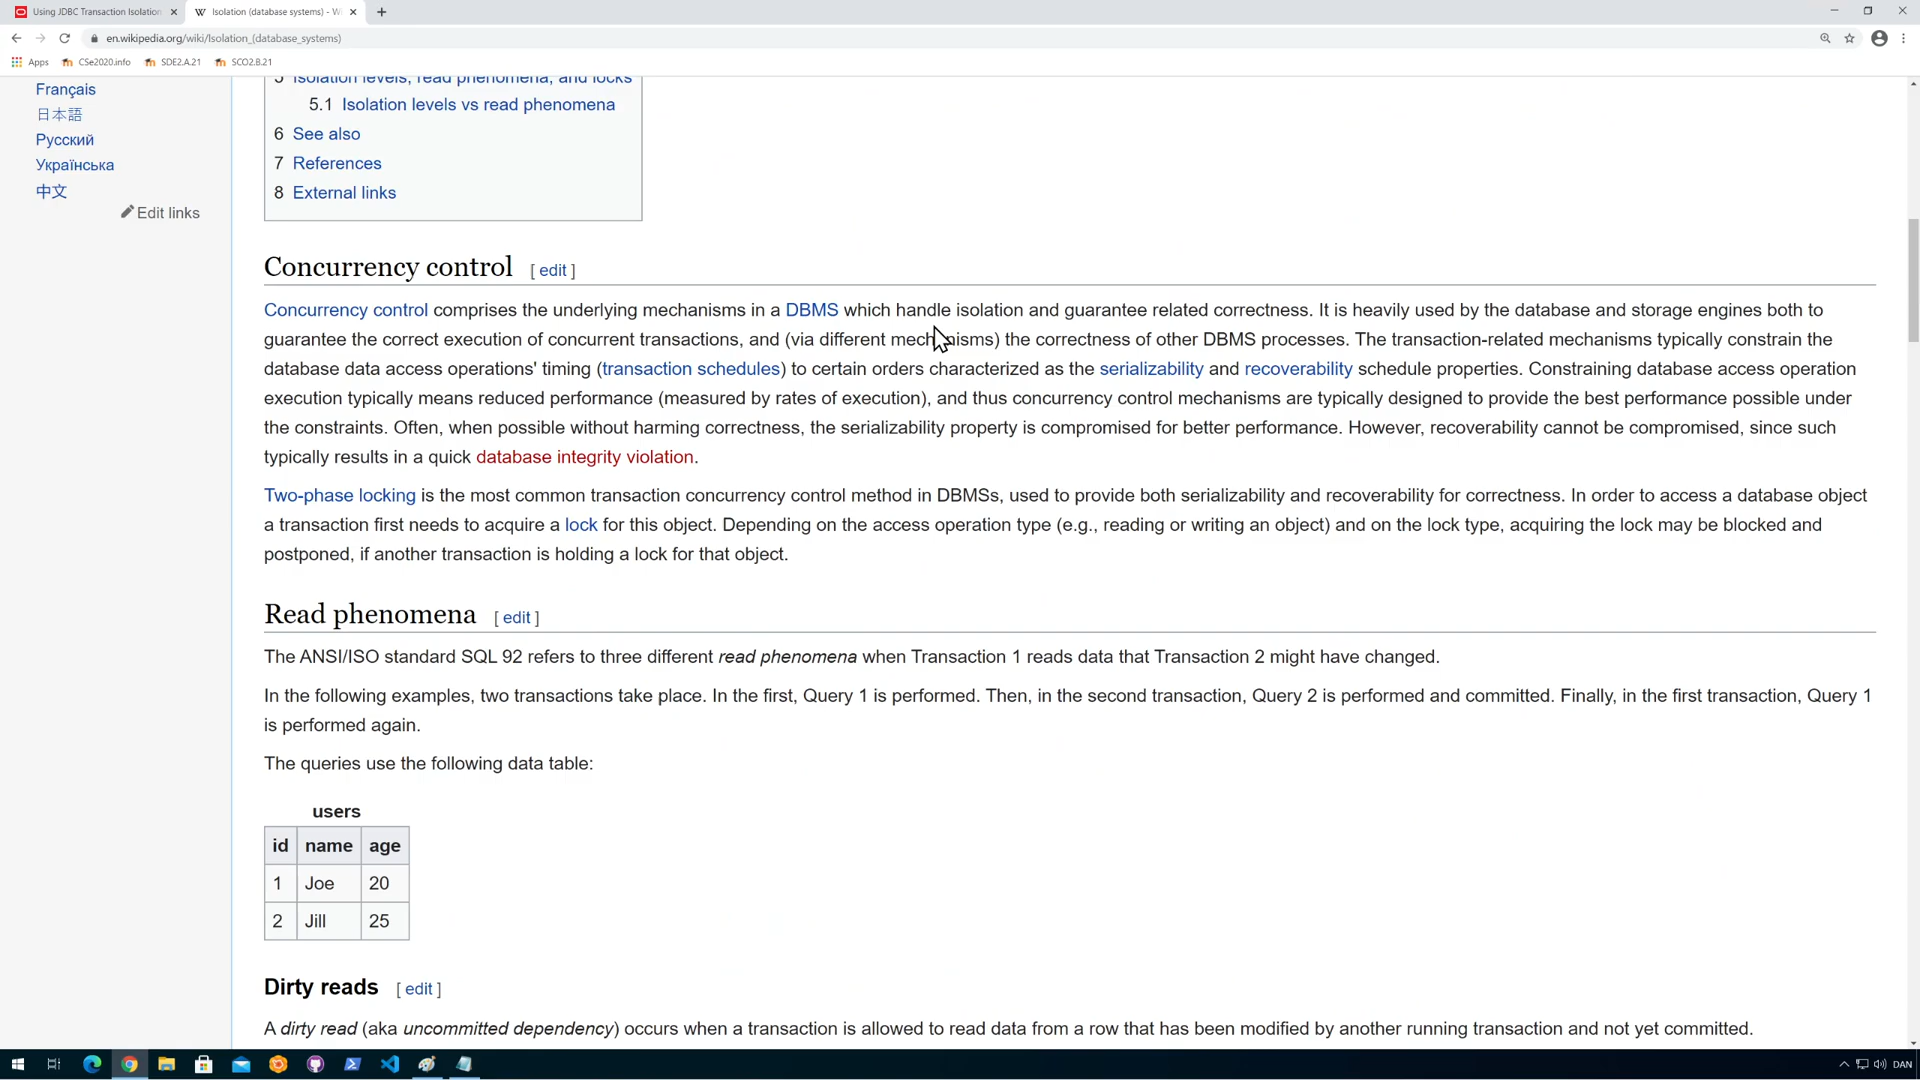 Using JDBC Transaction Isolation
Isolation (database systems) - Wi
en.wikipedia.org/wiki/Isolation_(database_systems)
Apps CSe2020.info SDE2.A.21 SCO2.B.21
Français
日本語
Русский
Українська
中文
Edit links
5 Isolation levels, read phenomena, and locks
5.1 Isolation levels vs read phenomena
6 See also
7 References
8 External links
Concurrency control [ edit ]
Concurrency control comprises the underlying mechanisms in a DBMS which handle isolation and guarantee related correctness. It is heavily used by the database and storage engines both to
guarantee the correct execution of concurrent transactions, and (via different mechanisms) the correctness of other DBMS processes. The transaction-related mechanisms typically constrain the
database data access operations' timing (transaction schedules) to certain orders characterized as the serializability and recoverability schedule properties. Constraining database access operation
execution typically means reduced performance (measured by rates of execution), and thus concurrency control mechanisms are typically designed to provide the best performance possible under
the constraints. Often, when possible without harming correctness, the serializability property is compromised for better performance. However, recoverability cannot be compromised, since such
typically results in a quick database integrity violation.
Two-phase locking is the most common transaction concurrency control method in DBMSs, used to provide both serializability and recoverability for correctness. In order to access a database object
a transaction first needs to acquire a lock for this object. Depending on the access operation type (e.g., reading or writing an object) and on the lock type, acquiring the lock may be blocked and
postponed, if another transaction is holding a lock for that object.
Read phenomena [ edit ]
The ANSI/ISO standard SQL 92 refers to three different read phenomena when Transaction 1 reads data that Transaction 2 might have changed.
In the following examples, two transactions take place. In the first, Query 1 is performed. Then, in the second transaction, Query 2 is performed and committed. Finally, in the first transaction, Query 1
is performed again.
The queries use the following data table:
users
id name age
1 Joe 20
2 Jill 25
Dirty reads [ edit ]
A dirty read (aka uncommitted dependency) occurs when a transaction is allowed to read data from a row that has been modified by another running transaction and not yet committed.
DAN